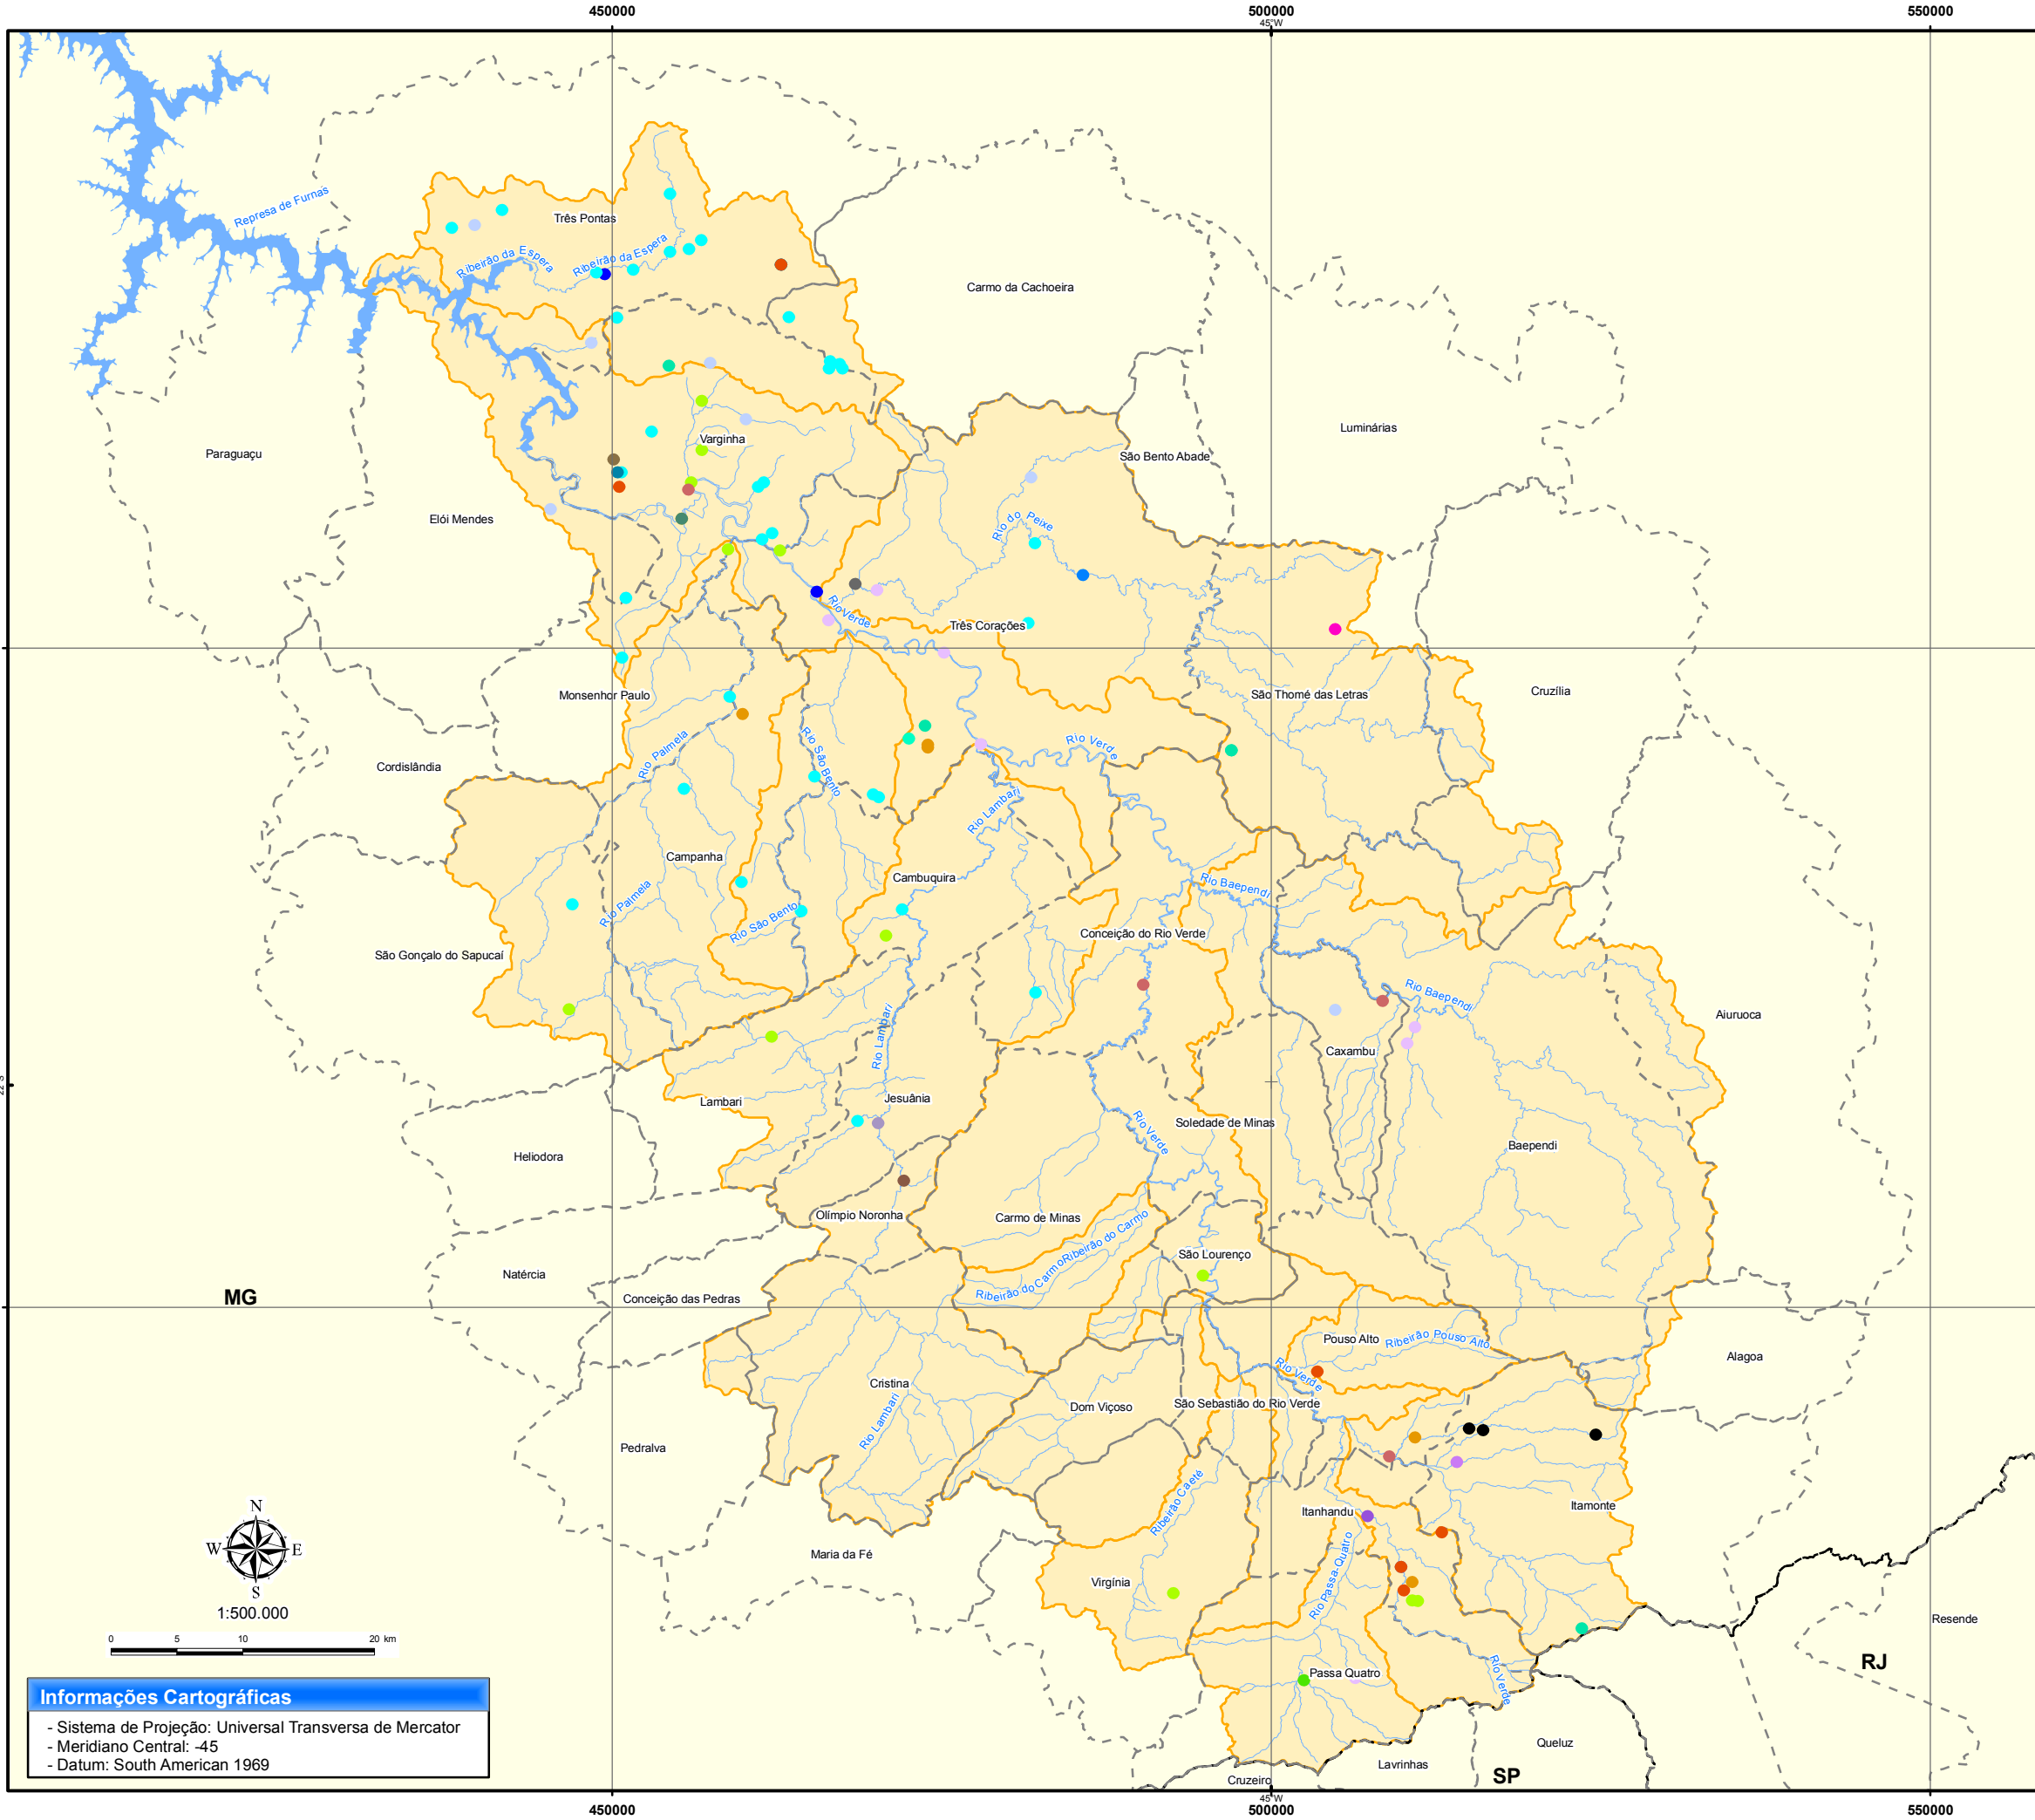 450000
500000
550000
45°W
Represa de Furnas
Três Pontas
Ribeirão da Espera
Ribeirão da Espera
Carmo da Cachoeira
Paraguaçu
Varginha
Luminárias
São Bento Abade
Elói Mendes
Rio do Peixe
Rio Verde
Três Corações
Monsenhor Paulo
São Thomé das Letras
Cruzília
Cordislândia
Rio Palmela
Rio São Bento
Rio Verde
Rio Lambari
Campanha
Cambuquira
Rio Baependi
Rio Palmela
Rio São Bento
Conceição do Rio Verde
São Gonçalo do Sapucaí
Rio Baependi
Aiuruoca
Rio Lambari
Caxambu
Lambari
Jesuânia
Soledade de Minas
Rio Verde
Baependi
Heliodora
Olímpio Noronha
Carmo de Minas
Ribeirão do Carmo
Ribeirão do Carmo
São Lourenço
Natércia
MG
Conceição das Pedras
Pouso Alto
Ribeirão Pouso Alto
Alagoa
Rio Verde
Cristina
Rio Lambari
Dom Viçoso
São Sebastião do Rio Verde
Pedralva
Ribeirão Caeté
Itamonte
Itanhandu
Maria da Fé
Rio Passa-Quatro
Virgínia
Resende
RJ
Passa Quatro
Rio Verde
Queluz
Lavrinhas
SP
Cruzeiro
N
W
E
S
1:500.000
0
5
10
20 km
Informações Cartográficas
- Sistema de Projeção: Universal Transversa de Mercator
- Meridiano Central: -45
- Datum: South American 1969
45°W
450000
500000
550000